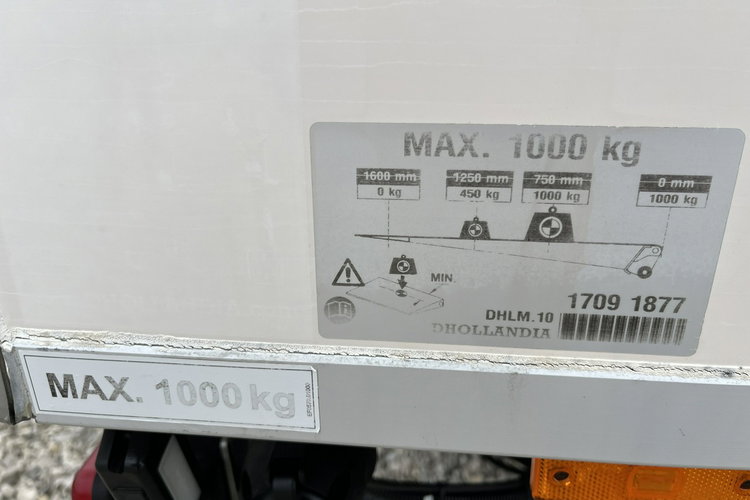 MAX. 1000 kg
1600 mm 1250 mm 750 mm 0 mm
0 kg 450 kg 1000 kg 1000 kg
MIN.
DHLM.10 1709 1877
DHOLLANDIA
MAX. 1000 kg